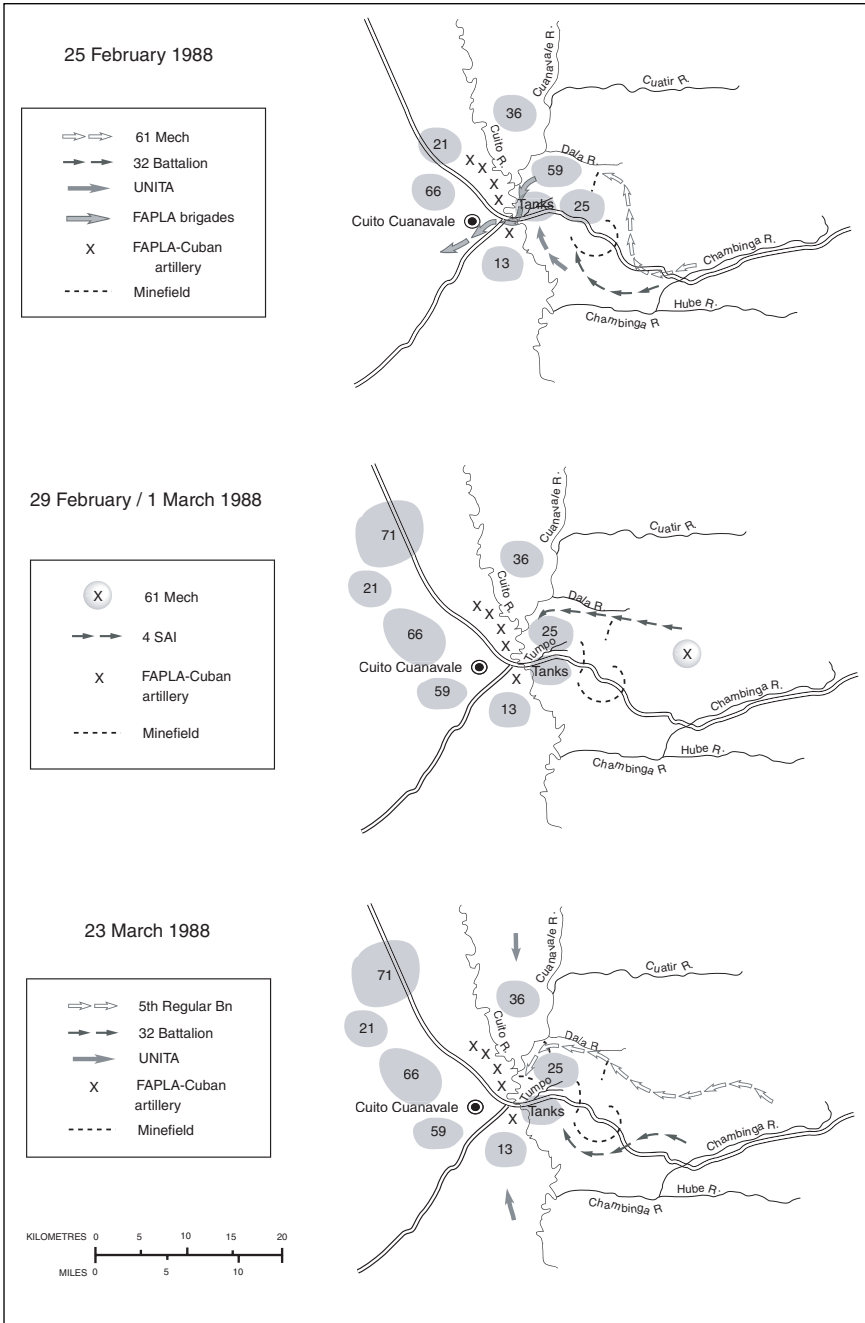 25 February 1988
61 Mech
32 Battalion
UNITA
FAPLA brigades
X FAPLA-Cuban
artillery
Minefield
Cuanavale R.
Cuatir R.
36
Cuito R.
21
X
X
Dala R.
59
66
X
X
Tanks
25
Cuito Cuanavale
X
Chambinga R.
13
Hube R.
Chambinga R
29 February / 1 March 1988
X 61 Mech
4 SAI
X FAPLA-Cuban
artillery
Minefield
Cuanavale R.
71
Cuatir R.
36
Cuito R.
21
Dala R.
X
X
X
66
X
25
Tumpo
X
Cuito Cuanavale
Tanks
X
59
Chambinga R.
13
Hube R.
Chambinga R
23 March 1988
5th Regular Bn
32 Battalion
UNITA
X FAPLA-Cuban
artillery
Minefield
Cuanavale R.
71
Cuatir R.
36
Cuito R.
21
Dala R.
X
X
X
66
25
X
Tumpo
Cuito Cuanavale
Tanks
X
59
Chambinga R.
13
Hube R.
Chambinga R
KILOMETRES 0 5 10 15 20
MILES 0 5 10